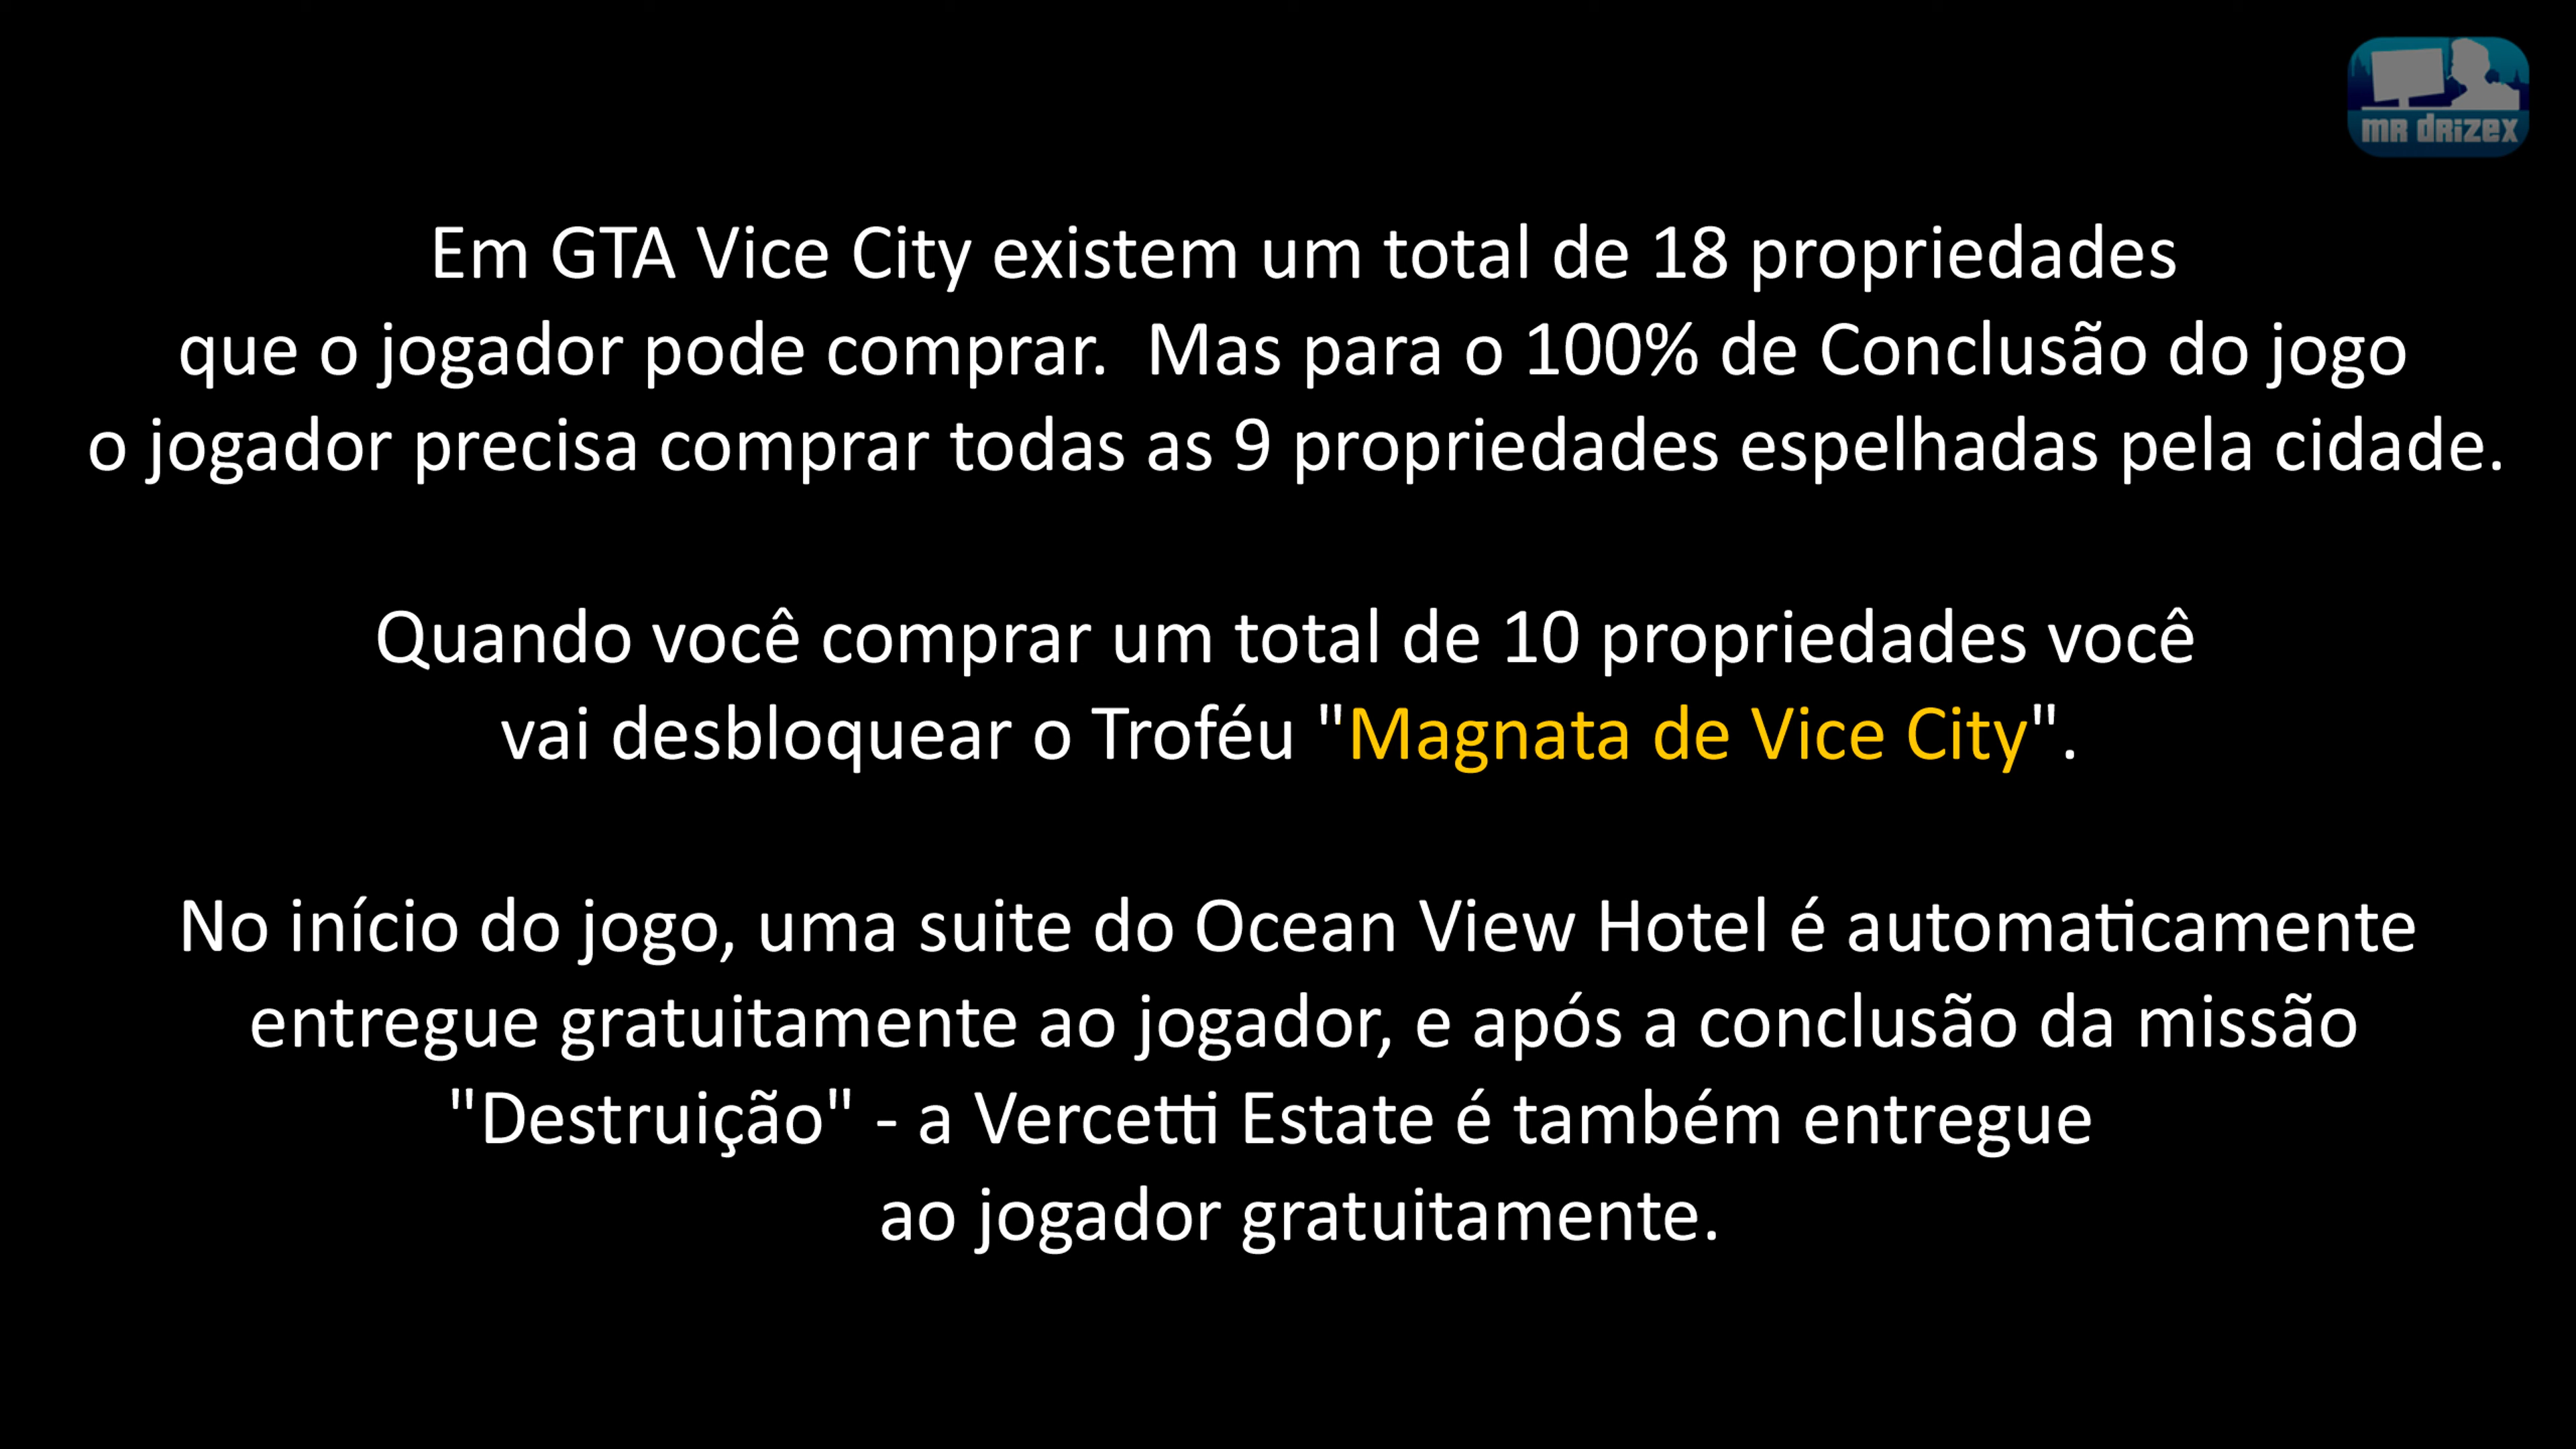 MR DRIZEX
Em GTA Vice City existem um total de 18 propriedades
que o jogador pode comprar.  Mas para o 100% de Conclusão do jogo
o jogador precisa comprar todas as 9 propriedades espelhadas pela cidade.
Quando você comprar um total de 10 propriedades você
vai desbloquear o Troféu "Magnata de Vice City".
No início do jogo, uma suite do Ocean View Hotel é automaticamente
entregue gratuitamente ao jogador, e após a conclusão da missão
"Destruição" - a Vercetti Estate é também entregue
ao jogador gratuitamente.